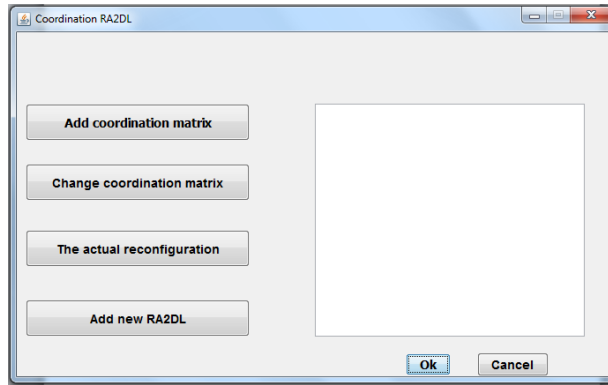 Coordination RA2DL
Add coordination matrix
Change coordination matrix
The actual reconfiguration
Add new RA2DL
Ok
Cancel